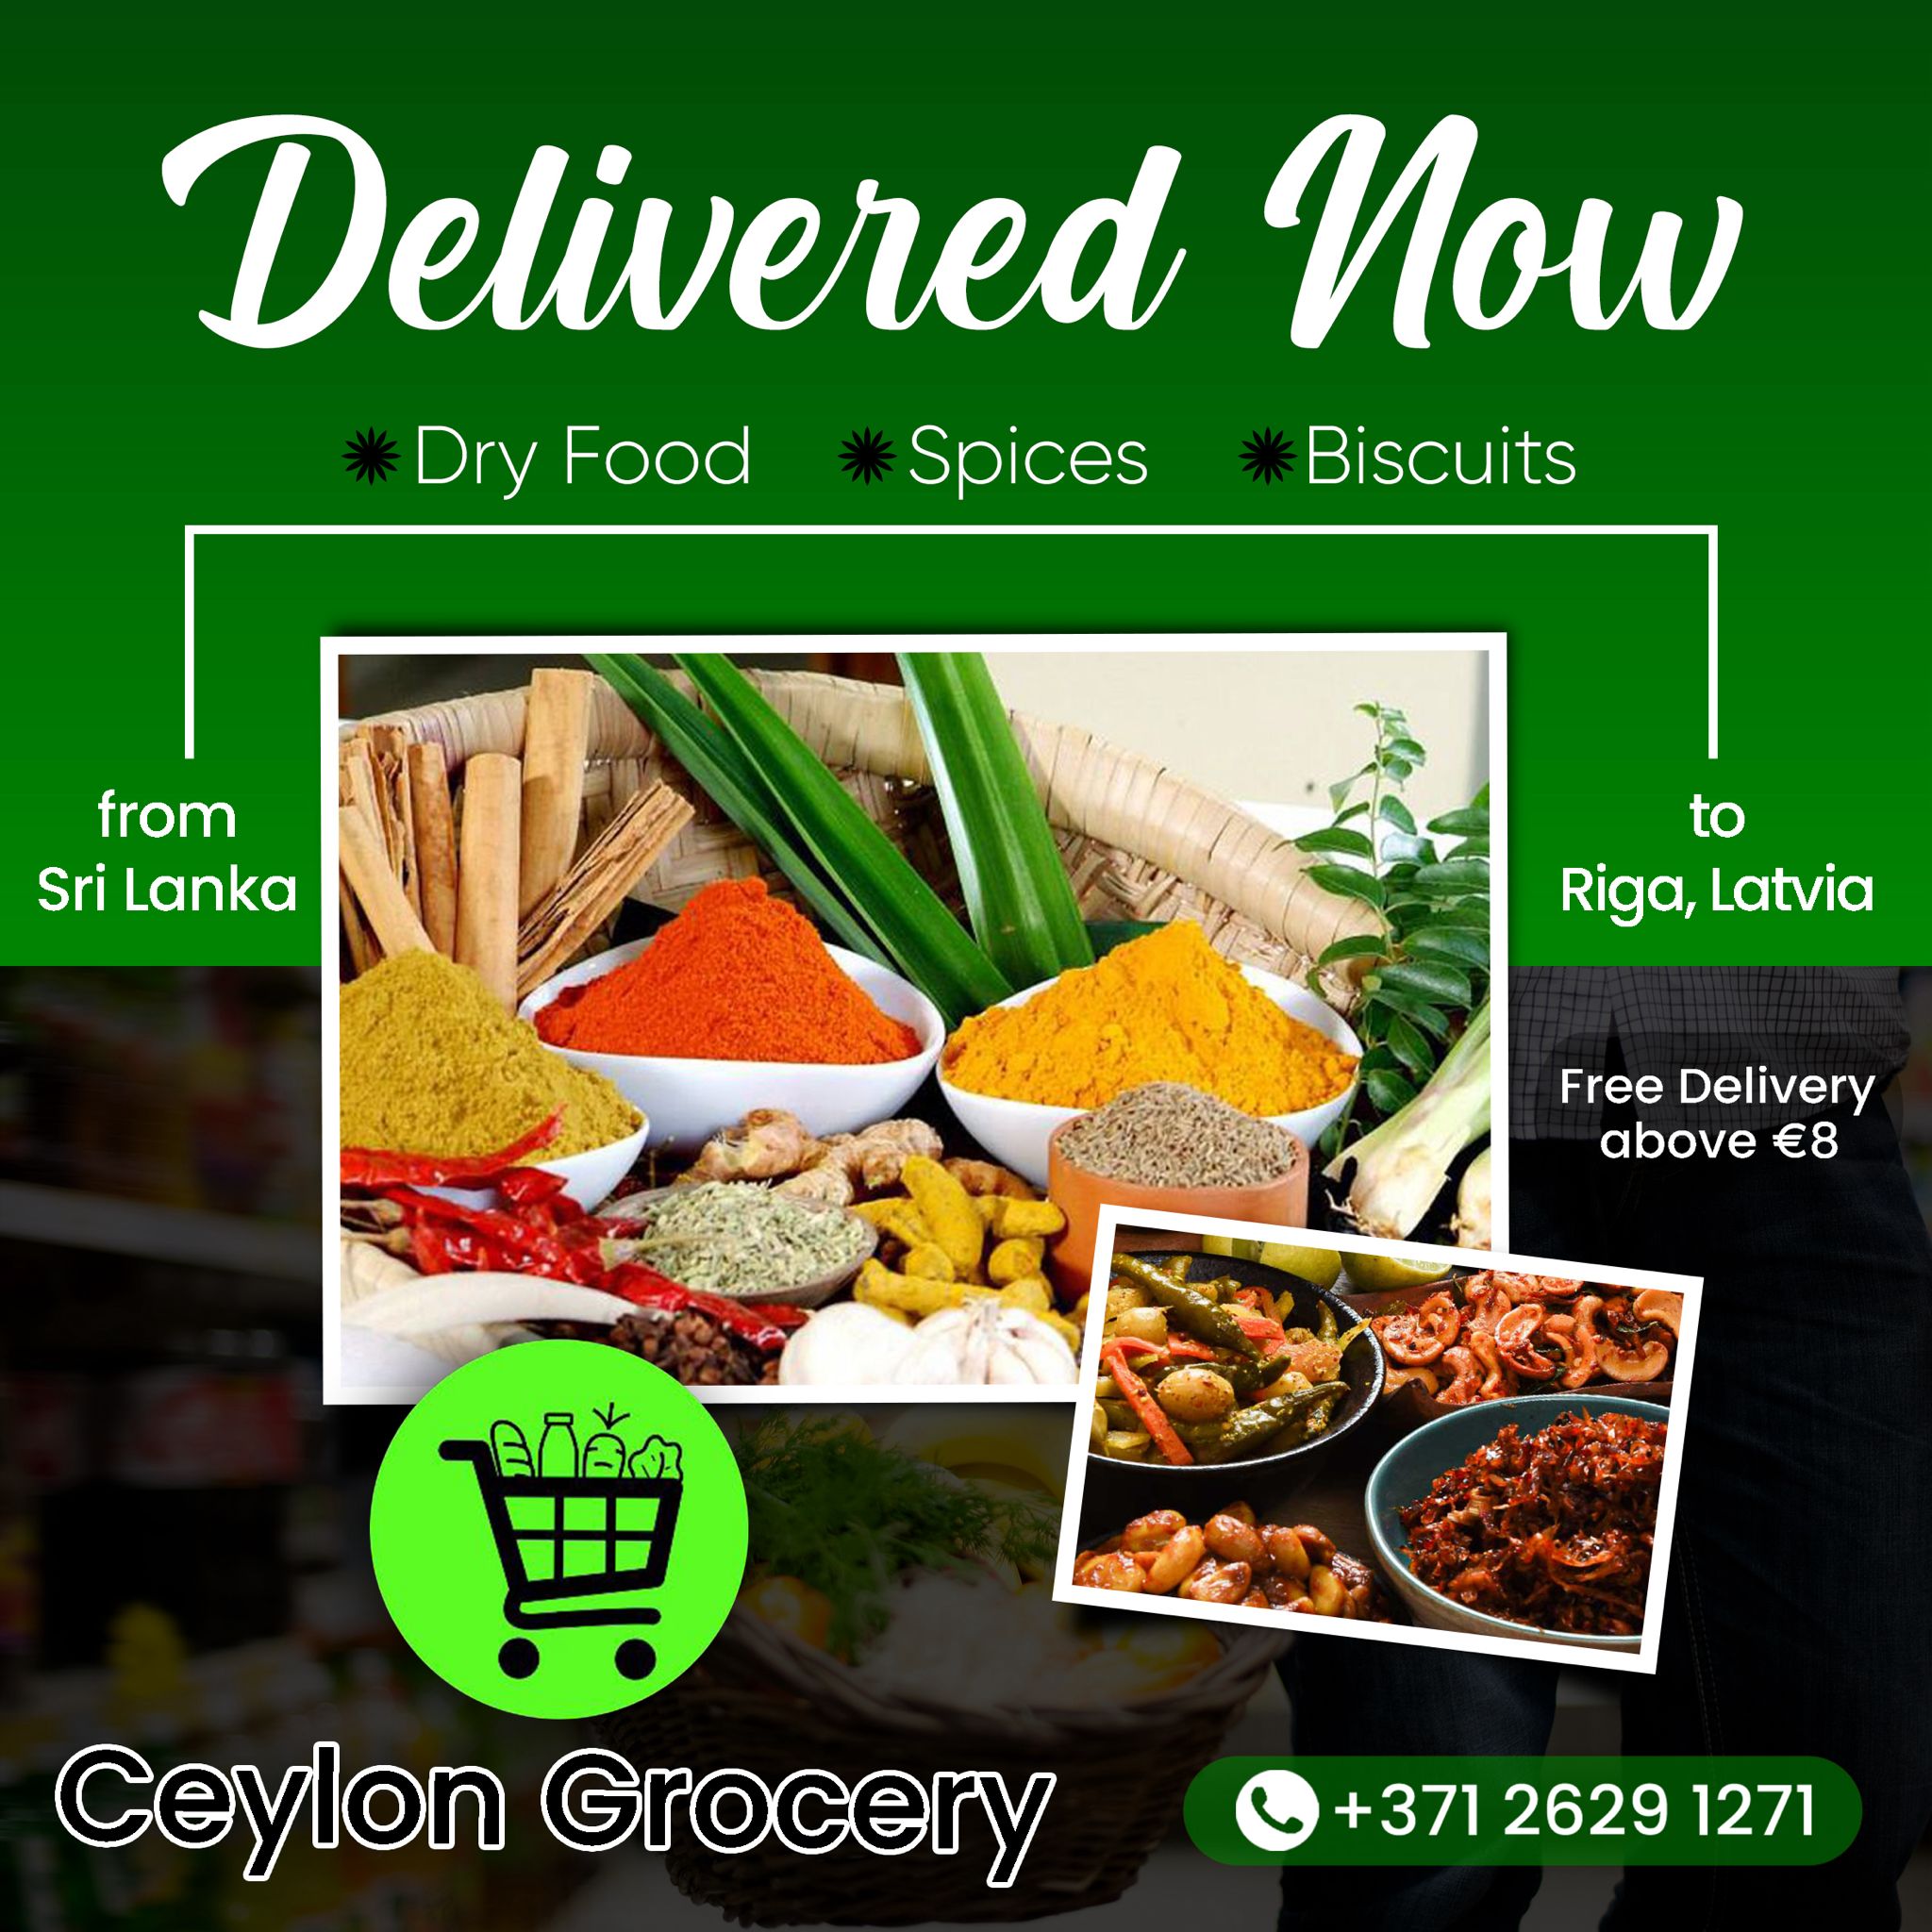 Delivered Now
Dry Food Spices Biscuits
from
Sri Lanka
to
Riga, Latvia
Free Delivery
above €8
Ceylon Grocery
+371 2629 1271